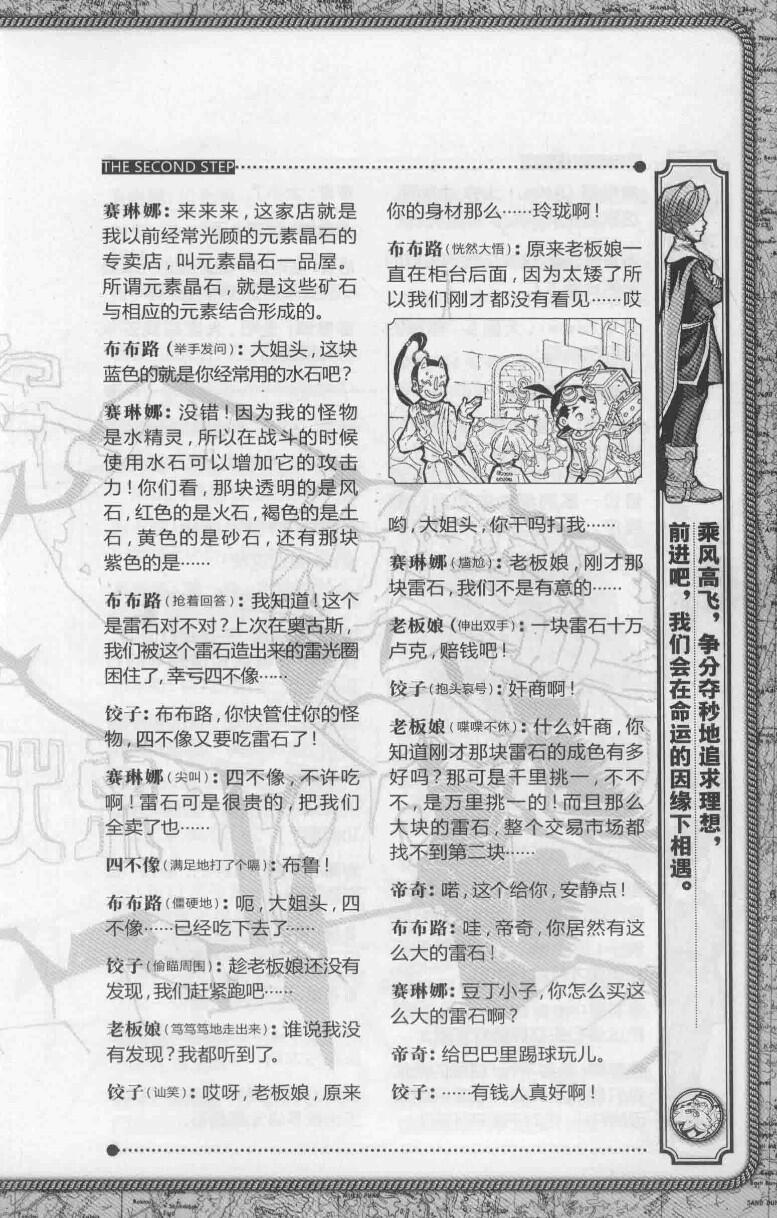 THE SECOND STEP
赛琳娜：来来来，这家店就是
我以前经常光顾的元素晶石的
专卖店，叫元素晶石一品屋。
所谓元素晶石，就是这些矿石
与相应的元素结合形成的。
布布路（举手发问）：大姐头，这块
蓝色的就是你经常用的水石吧？
赛琳娜：没错！因为我的怪物
是水精灵，所以在战斗的时候
使用水石可以增加它的攻击
力！你们看，那块透明的是风
石，红色的是火石，褐色的是土
石，黄色的是砂石，还有那块
紫色的是……
布布路（抢着回答）：我知道！这个
是雷石对不对？上次在奥古斯，
我们被这个雷石造出来的雷光圈
困住了，幸亏四不像……
饺子：布布路，你快管住你的怪
物，四不像又要吃雷石了！
赛琳娜（尖叫）：四不像，不许吃
啊！雷石可是很贵的，把我们
全卖了也……
四不像（满足地打了个嗝）：布鲁！
布布路（僵硬地）：呃，大姐头，四
不像……已经吃下去了……
饺子（偷瞄周围）：趁老板娘还没有
发现，我们赶紧跑吧……
老板娘（笃笃笃地走出来）：谁说我没
有发现？我都听到了。
饺子（讪笑）：哎呀，老板娘，原来
你的身材那么……玲珑啊！
布布路（恍然大悟）：原来老板娘一
直在柜台后面，因为太矮了所
以我们刚才都没有看见……哎
哟，大姐头，你干吗打我……
赛琳娜（尴尬）：老板娘，刚才那
块雷石，我们不是有意的……
老板娘（伸出双手）：一块雷石十万
卢克，赔钱吧！
饺子（抱头哀号）：奸商啊！
老板娘（喋喋不休）：什么奸商，你
知道刚才那块雷石的成色有多
好吗？那可是千里挑一，不不
不，是万里挑一的！而且那么
大块的雷石，整个交易市场都
找不到第二块……
帝奇：喏，这个给你，安静点！
布布路：哇，帝奇，你居然有这
么大的雷石！
赛琳娜：豆丁小子，你怎么买这
么大的雷石啊？
帝奇：给巴巴里踢球玩儿。
饺子：……有钱人真好啊！
乘风高飞，争分夺秒地追求理想，
前进吧，我们会在命运的因缘下相遇。